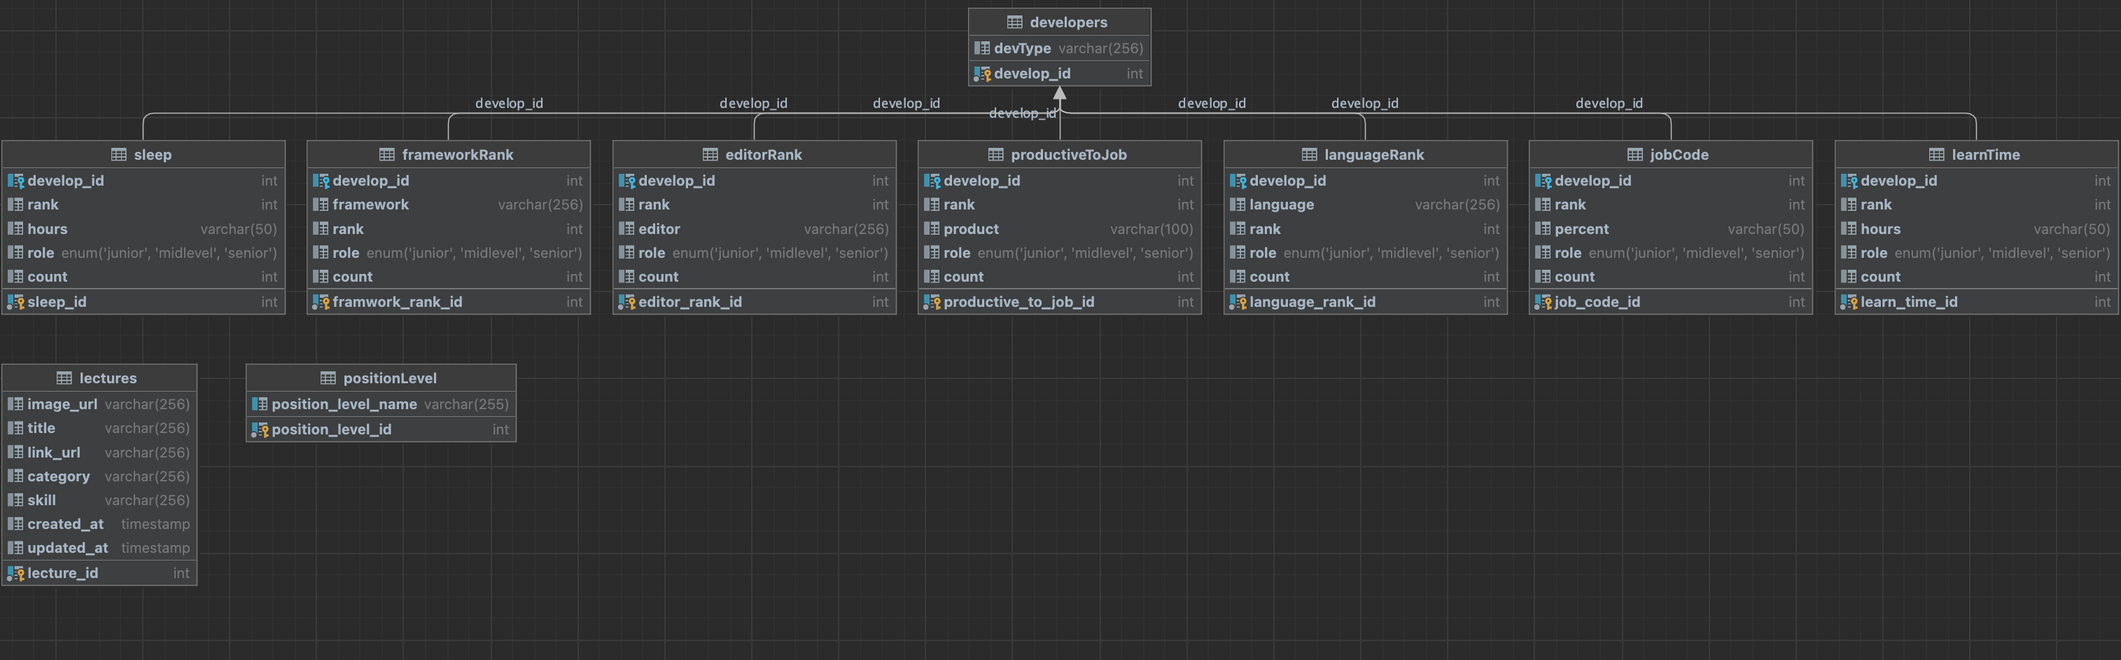 developers
devType varchar(256)
develop_id int
develop_id develop_id develop_id develop_id develop_id develop_id
develop_id
sleep
develop_id int
rank int
hours varchar(50)
role enum('junior', 'midlevel', 'senior')
count int
sleep_id int
frameworkRank
develop_id int
framework varchar(256)
rank int
role enum('junior', 'midlevel', 'senior')
count int
framwork_rank_id int
editorRank
develop_id int
rank int
editor varchar(256)
role enum('junior', 'midlevel', 'senior')
count int
editor_rank_id int
productiveToJob
develop_id int
rank int
product varchar(100)
role enum('junior', 'midlevel', 'senior')
count int
productive_to_job_id int
languageRank
develop_id int
language varchar(256)
rank int
role enum('junior', 'midlevel', 'senior')
count int
language_rank_id int
jobCode
develop_id int
rank int
percent varchar(50)
role enum('junior', 'midlevel', 'senior')
count int
job_code_id int
learnTime
develop_id int
rank int
hours varchar(50)
role enum('junior', 'midlevel', 'senior')
count int
learn_time_id int
lectures
image_url varchar(256)
title varchar(256)
link_url varchar(256)
category varchar(256)
skill varchar(256)
created_at timestamp
updated_at timestamp
lecture_id int
positionLevel
position_level_name varchar(255)
position_level_id int